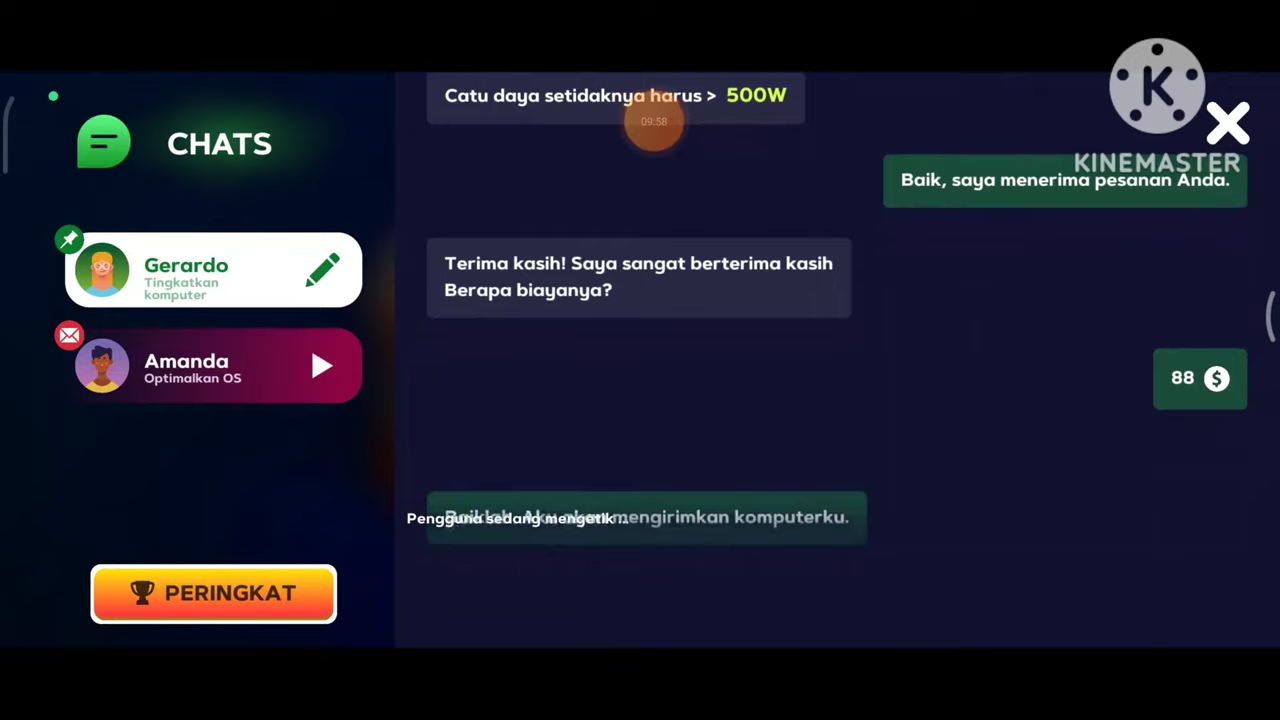 Catu daya setidaknya harus > 500W
09:58
K
KINEMASTER
CHATS
Baik, saya menerima pesanan Anda.
Gerardo
Tingkatkan
komputer
Terima kasih! Saya sangat berterima kasih
Berapa biayanya?
Amanda
Optimalkan OS
88 $
Pengguna sedang mengetik ...
mengirimkan komputerku.
PERINGKAT